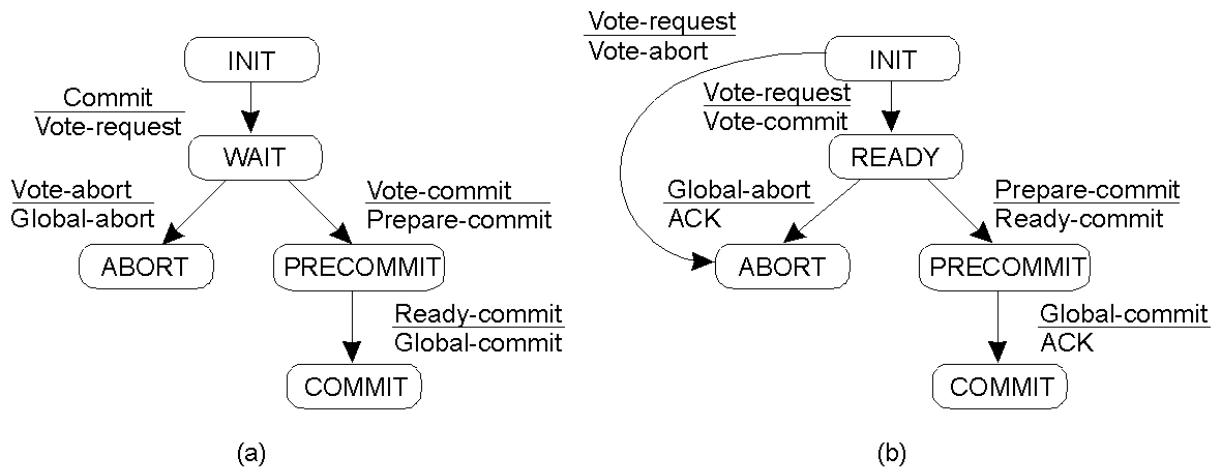 INIT
Commit
Vote-request
WAIT
Vote-abort
Global-abort
Vote-commit
Prepare-commit
ABORT
PRECOMMIT
Ready-commit
Global-commit
COMMIT
(a)
Vote-request
Vote-abort
INIT
Vote-request
Vote-commit
READY
Global-abort
ACK
Prepare-commit
Ready-commit
ABORT
PRECOMMIT
Global-commit
ACK
COMMIT
(b)